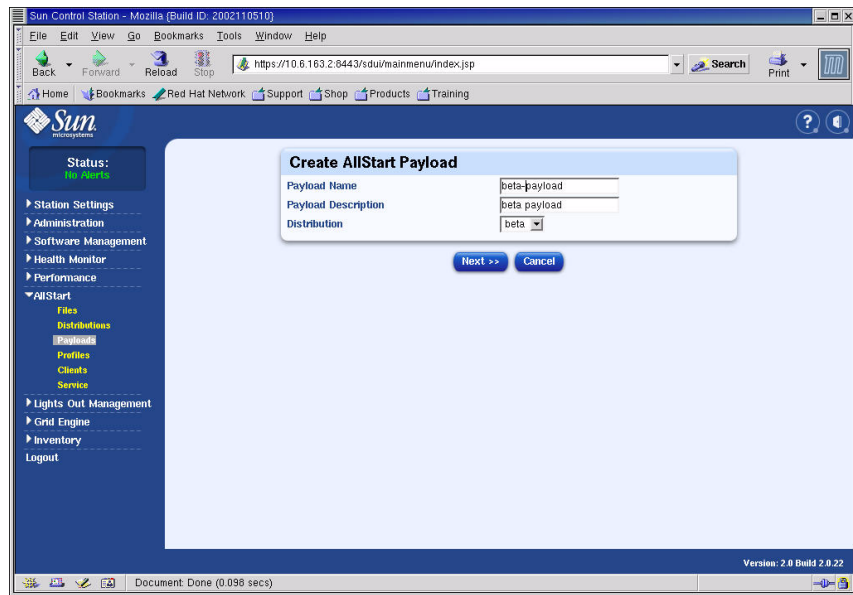 Sun Control Station - Mozilla {Build ID: 2002110510}
File Edit View Go Bookmarks Tools Window Help
Back Forward Reload Stop https://10.6.163.2:8443/sdui/mainmenu/index.jsp Search Print
Home Bookmarks Red Hat Network Support Shop Products Training
Sun
microsystems
?
Status:
No Alerts
Station Settings
Administration
Software Management
Health Monitor
Performance
AllStart
Files
Distributions
Payloads
Profiles
Clients
Service
Lights Out Management
Grid Engine
Inventory
Logout
Create AllStart Payload
Payload Name beta-payload
Payload Description beta payload
Distribution beta
Next >> Cancel
Version: 2.0 Build 2.0.22
Document: Done (0.098 secs)